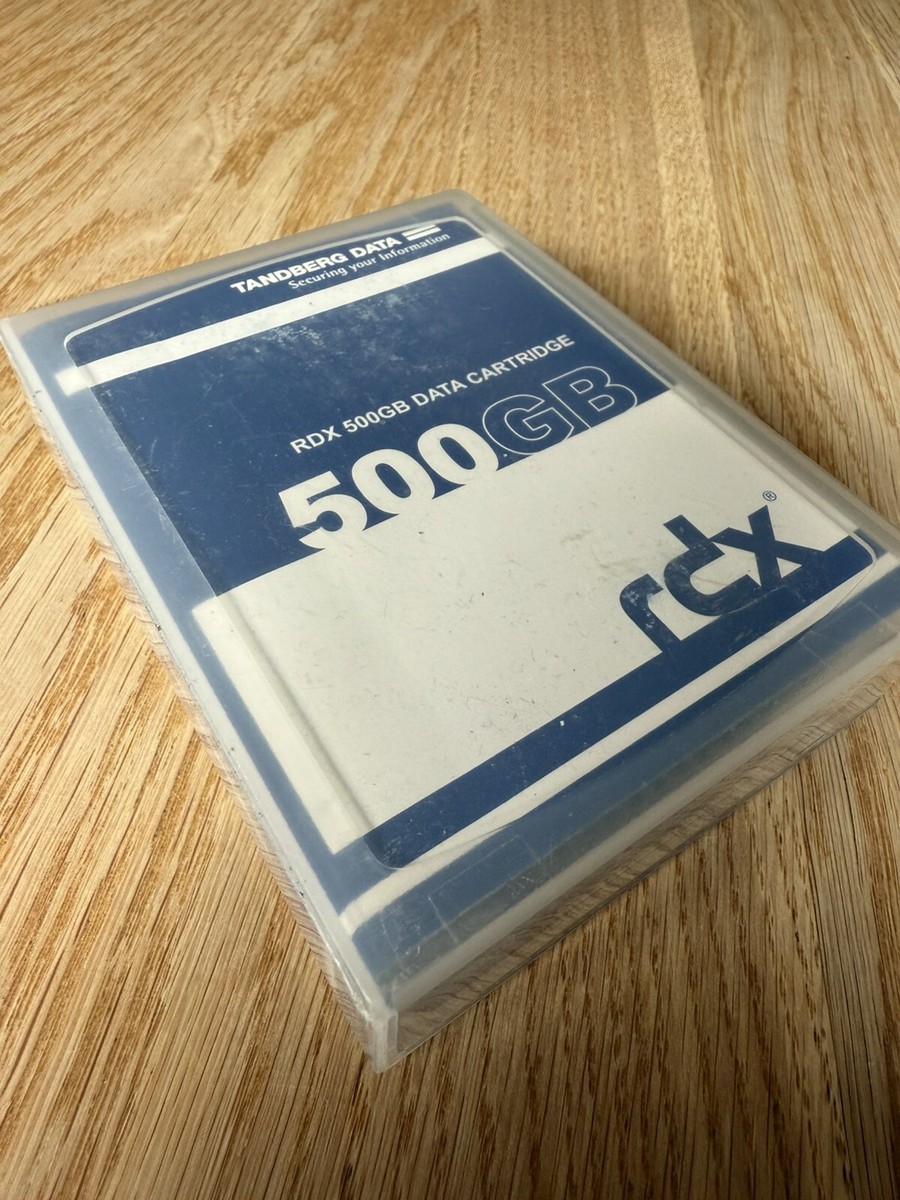 TANDBERG DATA
Securing your Information
RDX 500GB DATA CARTRIDGE
500GB
rdx®